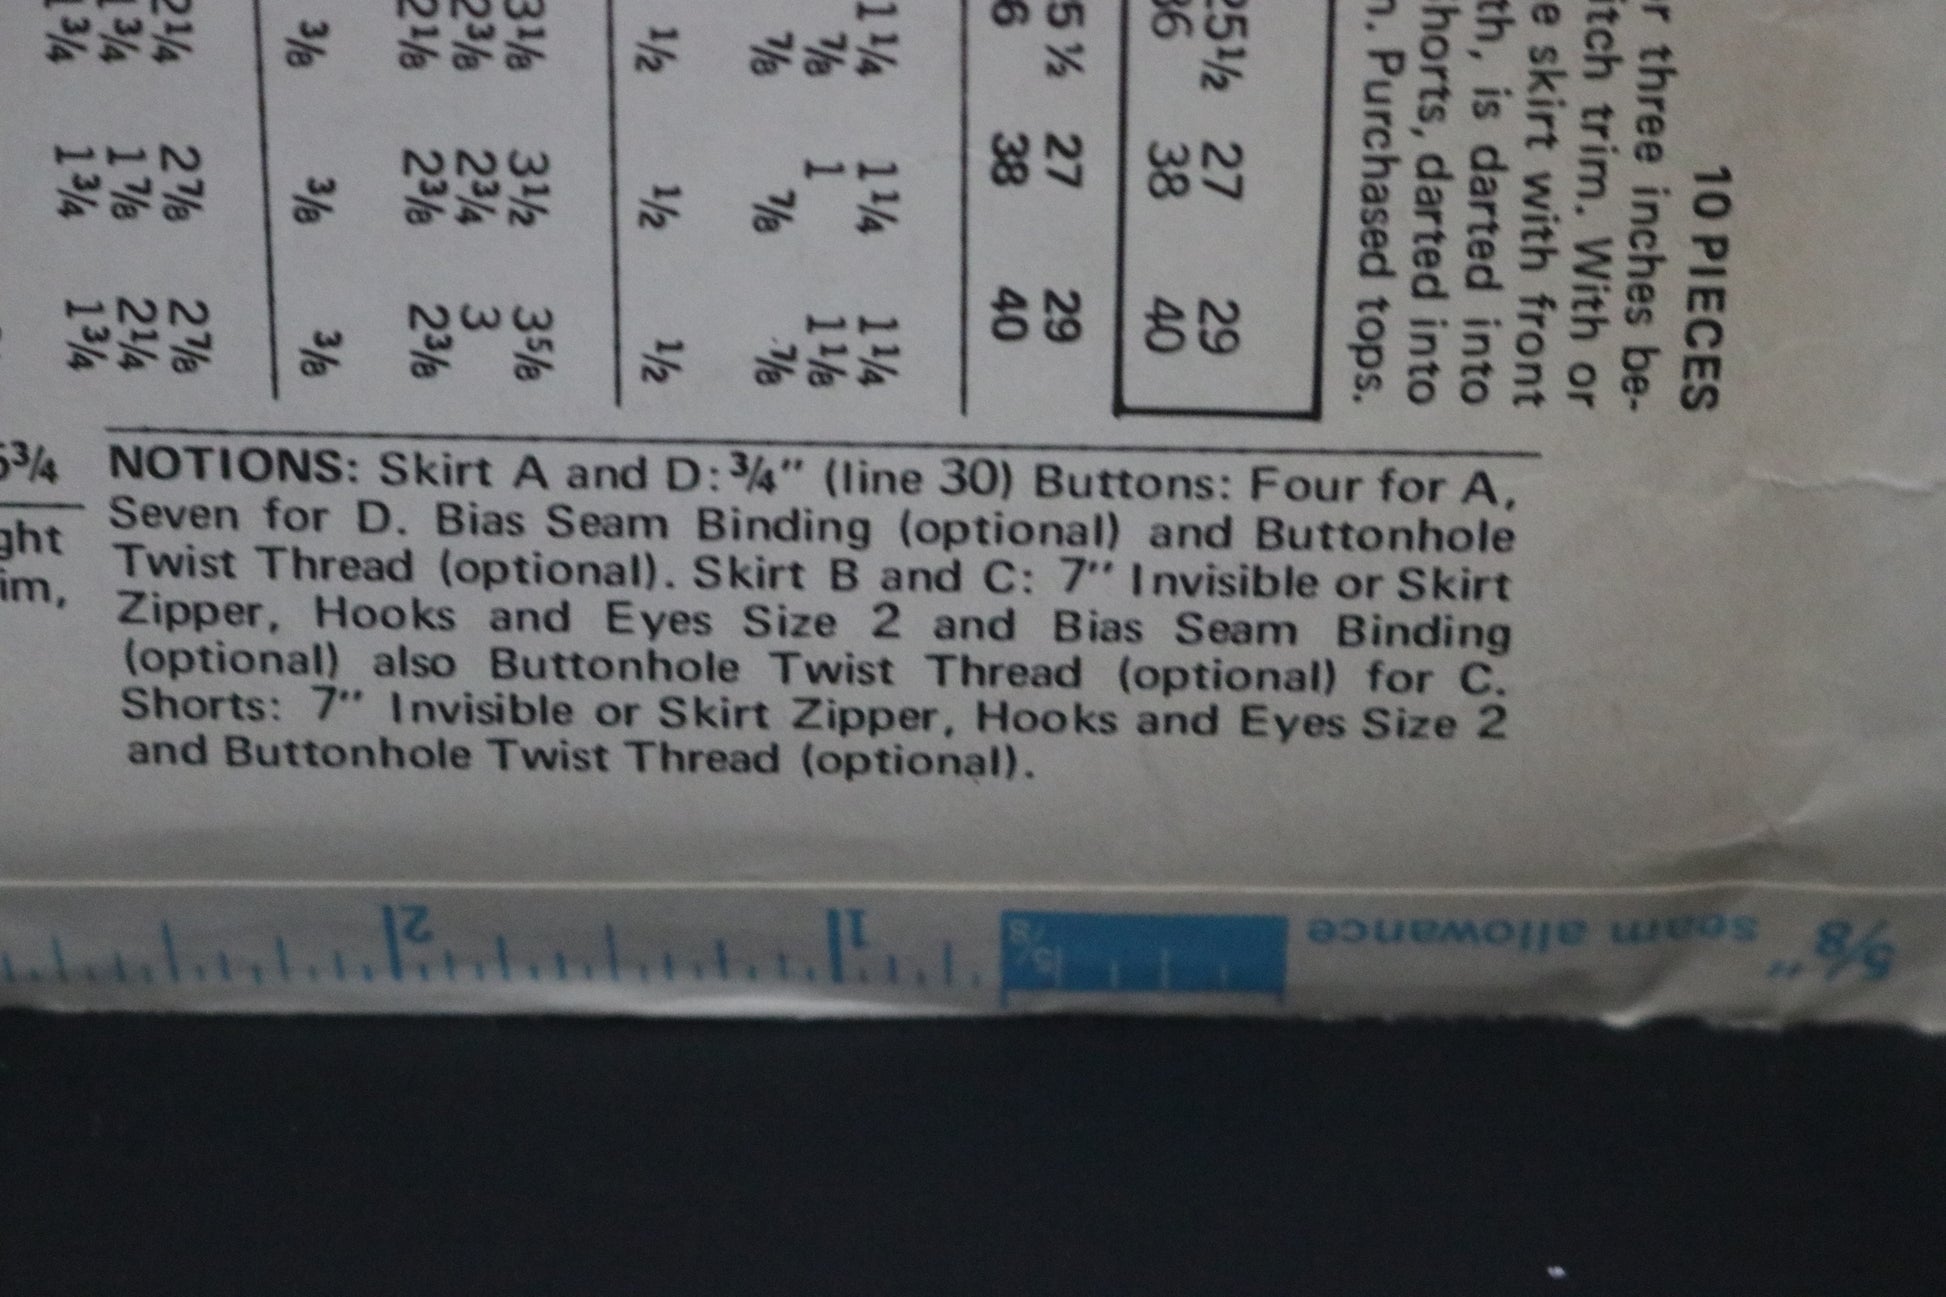 10 PIECES
three inches be-
trim. With or
skirt with front
is darted into
darted into
Purchased tops.
25½ 27 29
38 40
5½ 27 29
38 40
1¼ 1¼ 1¼
⅞ 1 1⅛
⅞ ⅞ ⅞
½ ½ ½
3⅛ 3½ 3⅝
2⅜ 2¾ 3
2⅛ 2⅜ 2⅜
⅜ ⅜ ⅜
2¼ 2⅞ 2⅞
1¾ 1⅞ 2¼
1¾ 1¾ 1¾
NOTIONS: Skirt A and D: ¾" (line 30) Buttons: Four for A,
Seven for D. Bias Seam Binding (optional) and Buttonhole
Twist Thread (optional). Skirt B and C: 7" Invisible or Skirt
Zipper, Hooks and Eyes Size 2 and Bias Seam Binding
(optional) also Buttonhole Twist Thread (optional) for C.
Shorts: 7" Invisible or Skirt Zipper, Hooks and Eyes Size 2
and Buttonhole Twist Thread (optional).
⅝" seam allowance ⅝ 1 2